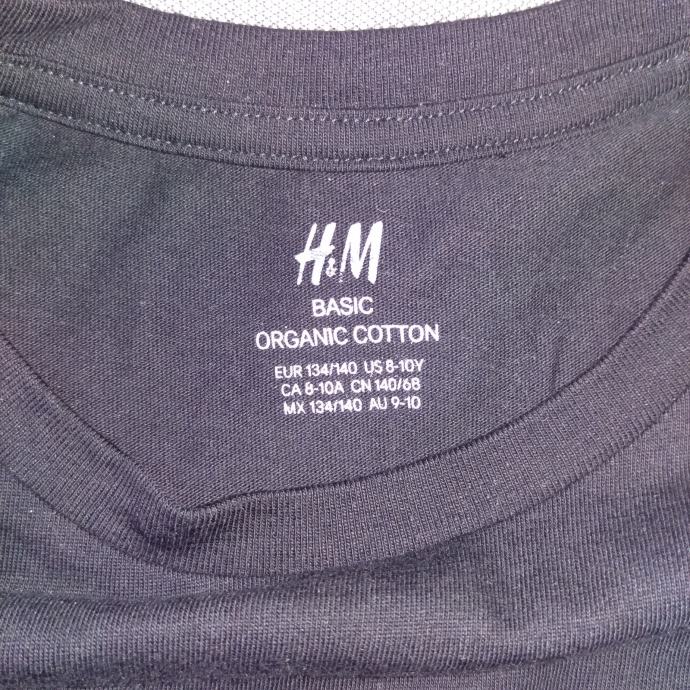 H&M
BASIC
ORGANIC COTTON
EUR 134/140 US 8-10Y
CA 8-10A CN 140/68
MX 134/140 AU 9-10